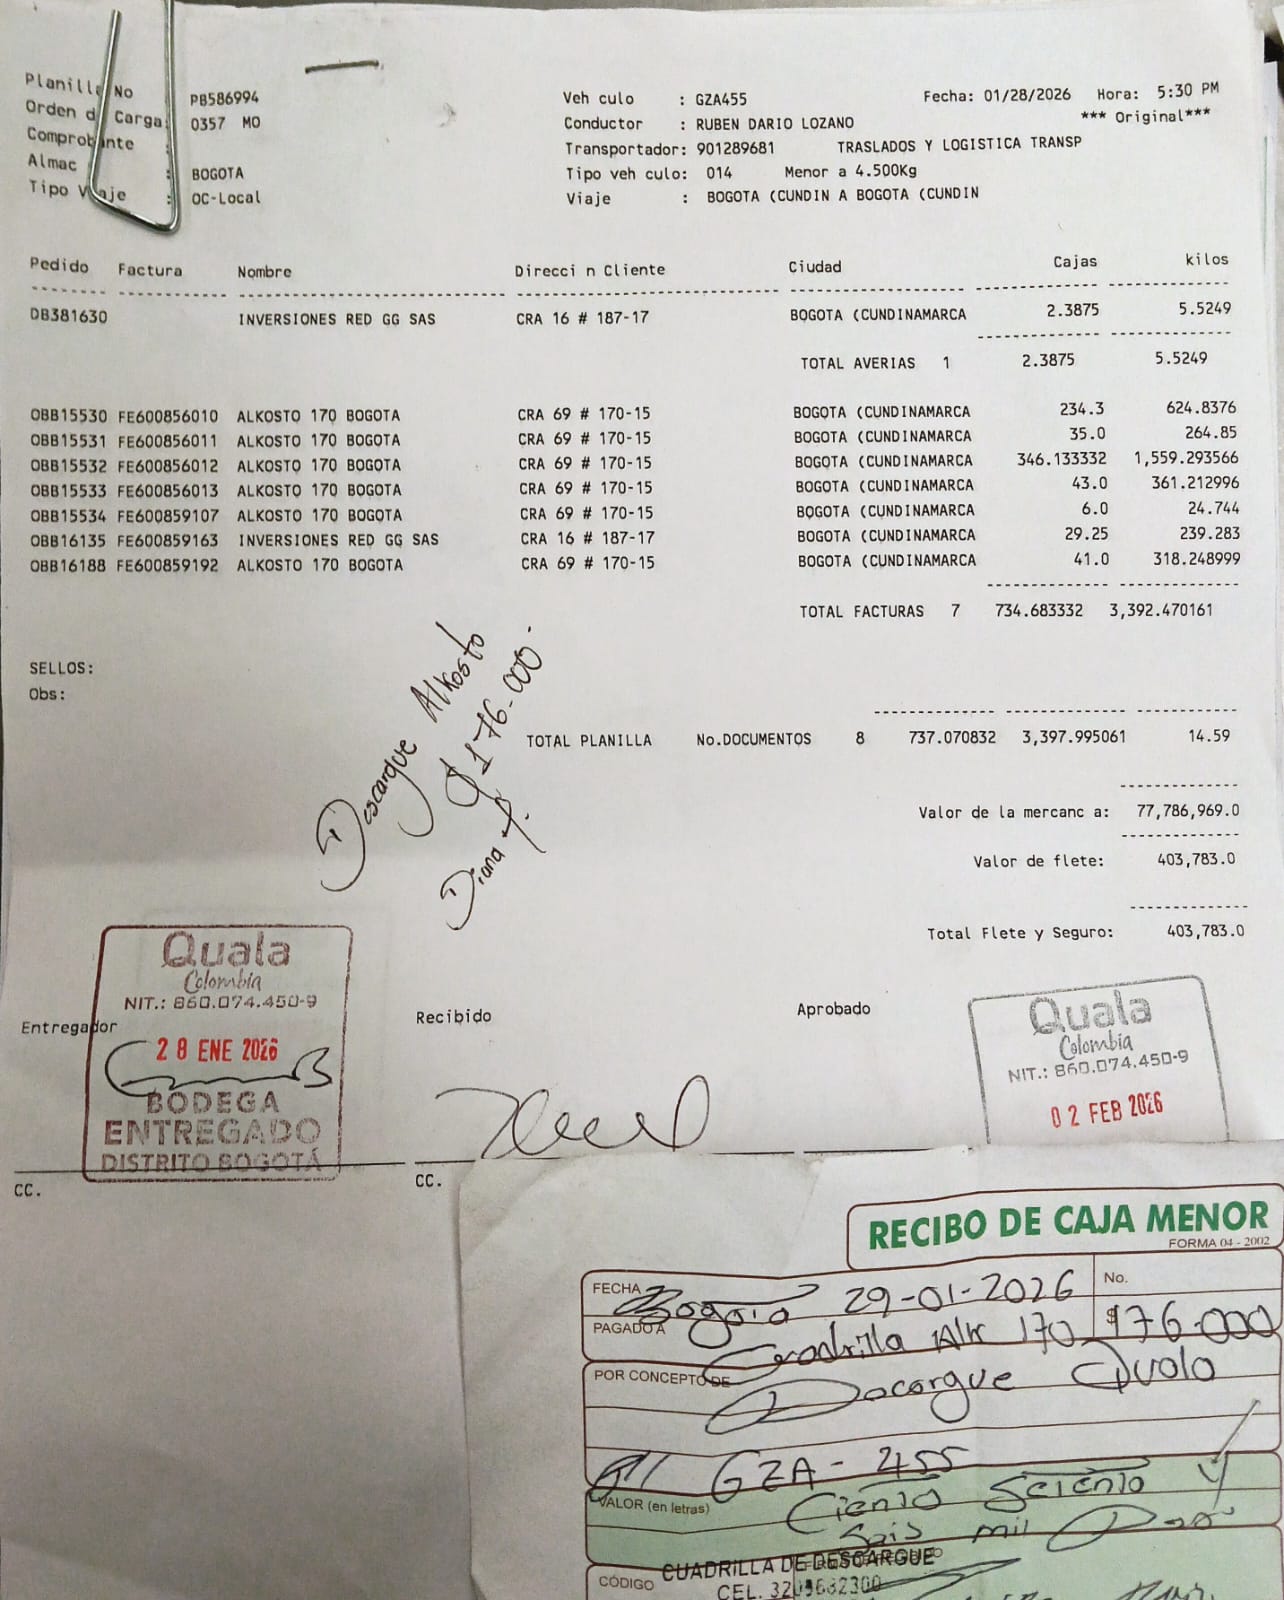 Planilla No PB586994
Orden d Carga: 0357 MO
Comprobante :
Almac : BOGOTA
Tipo Viaje : OC-Local
Veh culo : GZA455
Conductor : RUBEN DARIO LOZANO
Transportador: 901289681 TRASLADOS Y LOGISTICA TRANSP
Tipo veh culo: 014 Menor a 4.500Kg
Viaje : BOGOTA (CUNDIN A BOGOTA (CUNDIN
Fecha: 01/28/2026 Hora: 5:30 PM
*** Original***
Pedido Factura Nombre Direcci n Cliente Ciudad Cajas kilos
DB381630 INVERSIONES RED GG SAS CRA 16 # 187-17 BOGOTA (CUNDINAMARCA 2.3875 5.5249
TOTAL AVERIAS 1 2.3875 5.5249
OBB15530 FE600856010 ALKOSTO 170 BOGOTA CRA 69 # 170-15 BOGOTA (CUNDINAMARCA 234.3 624.8376
OBB15531 FE600856011 ALKOSTO 170 BOGOTA CRA 69 # 170-15 BOGOTA (CUNDINAMARCA 35.0 264.85
OBB15532 FE600856012 ALKOSTO 170 BOGOTA CRA 69 # 170-15 BOGOTA (CUNDINAMARCA 346.133332 1,559.293566
OBB15533 FE600856013 ALKOSTO 170 BOGOTA CRA 69 # 170-15 BOGOTA (CUNDINAMARCA 43.0 361.212996
OBB15534 FE600859107 ALKOSTO 170 BOGOTA CRA 69 # 170-15 BOGOTA (CUNDINAMARCA 6.0 24.744
OBB16135 FE600859163 INVERSIONES RED GG SAS CRA 16 # 187-17 BOGOTA (CUNDINAMARCA 29.25 239.283
OBB16188 FE600859192 ALKOSTO 170 BOGOTA CRA 69 # 170-15 BOGOTA (CUNDINAMARCA 41.0 318.248999
TOTAL FACTURAS 7 734.683332 3,392.470161
SELLOS:
Obs:
Descargue Alkosto
$176.000-
Diana P.
TOTAL PLANILLA No.DOCUMENTOS 8 737.070832 3,397.995061 14.59
Valor de la mercanc a: 77,786,969.0
Valor de flete: 403,783.0
Total Flete y Seguro: 403,783.0
Entregador
Recibido
Aprobado
Quala
Colombia
NIT.: 860.074.450-9
28 ENE 2026
BODEGA
ENTREGADO
DISTRITO BOGOTÁ
Quala
Colombia
NIT.: 860.074.450-9
02 FEB 2026
CC.
CC.
RECIBO DE CAJA MENOR
FORMA 04 - 2002
FECHA Bogota 29-01-2026 No.
PAGADO A Cuadrilla Alk 170 $176.000
POR CONCEPTO DE Descargue Quala
GZA-455
VALOR (en letras) Ciento Setenta
Seis mil Pesos
CUADRILLA DE DESCARGUE
CÓDIGO
CEL. 3209682300